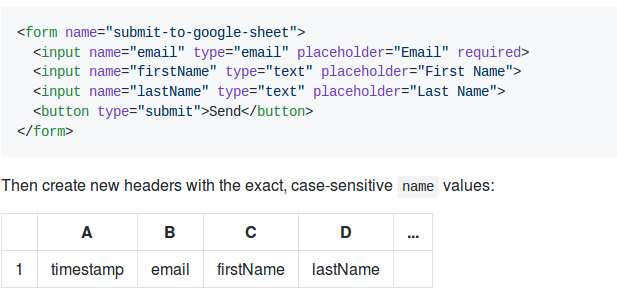 <form name="submit-to-google-sheet">
  <input name="email" type="email" placeholder="Email" required>
  <input name="firstName" type="text" placeholder="First Name">
  <input name="lastName" type="text" placeholder="Last Name">
  <button type="submit">Send</button>
</form>
Then create new headers with the exact, case-sensitive name values:
A B C D ...
1 timestamp email firstName lastName